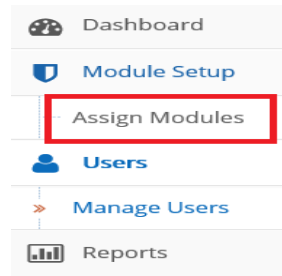 Dashboard
Module Setup
Assign Modules
Users
Manage Users
Reports